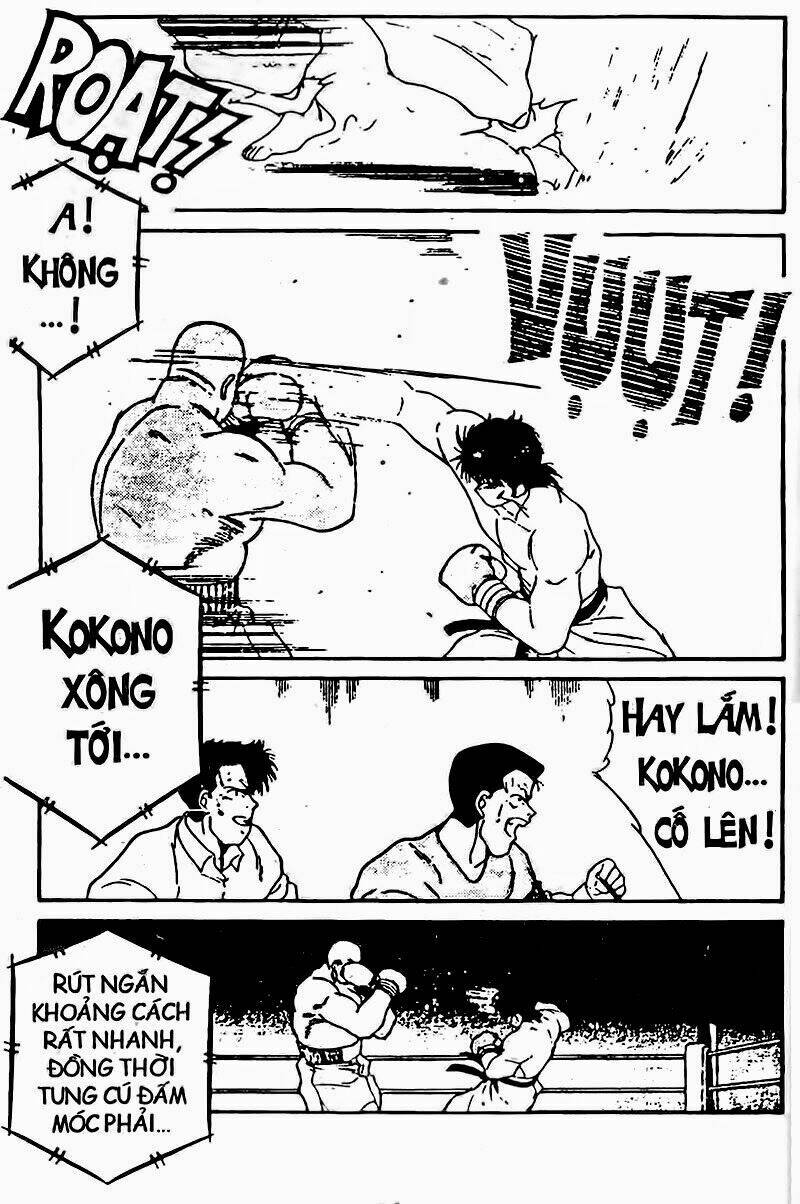 ROẠT!!
A!
KHÔNG
...!
VỤỤT!
KOKONO
XÔNG
TỚI...
HAY LẮM!
KOKONO...
CỐ LÊN!
RÚT NGẮN
KHOẢNG CÁCH
RẤT NHANH,
ĐỒNG THỜI
TUNG CÚ ĐẤM
MÓC PHẢI...